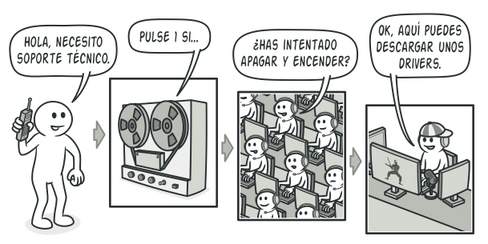 HOLA, NECESITO
SOPORTE TÉCNICO.
PULSE 1 SI...
¿HAS INTENTADO
APAGAR Y ENCENDER?
OK, AQUÍ PUEDES
DESCARGAR UNOS
DRIVERS.